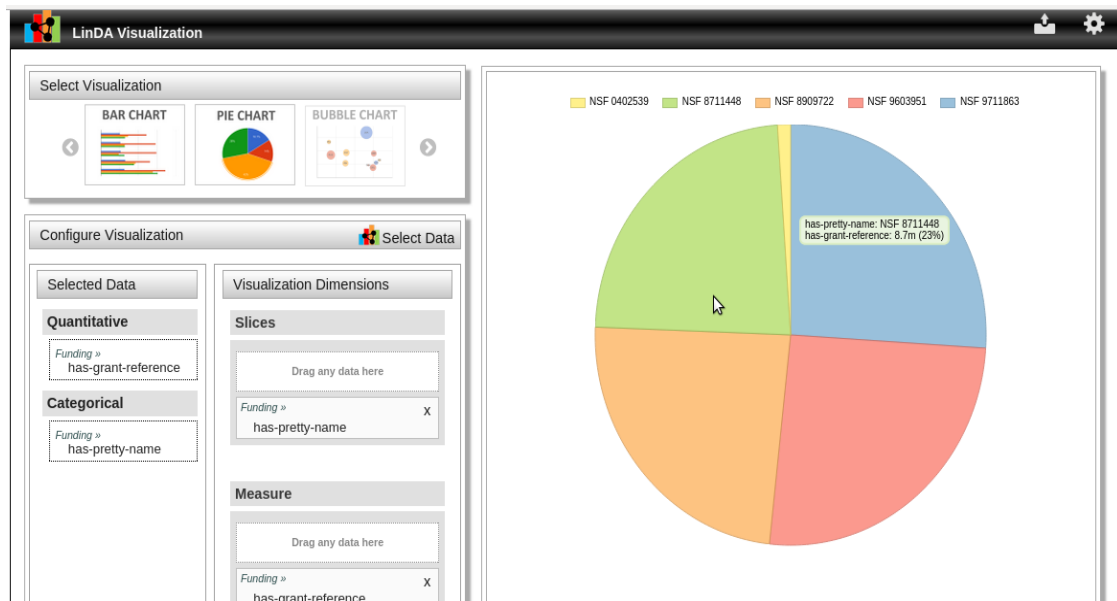 LinDA Visualization
Select Visualization
BAR CHART
PIE CHART
BUBBLE CHART
Configure Visualization
Select Data
Selected Data
Quantitative
Funding »
has-grant-reference
Categorical
Funding »
has-pretty-name
Visualization Dimensions
Slices
Drag any data here
Funding »
X
has-pretty-name
Measure
Drag any data here
Funding »
X
has-grant-reference
NSF 0402539
NSF 8711448
NSF 8909722
NSF 9603951
NSF 9711863
has-pretty-name: NSF 8711448
has-grant-reference: 8.7m (23%)